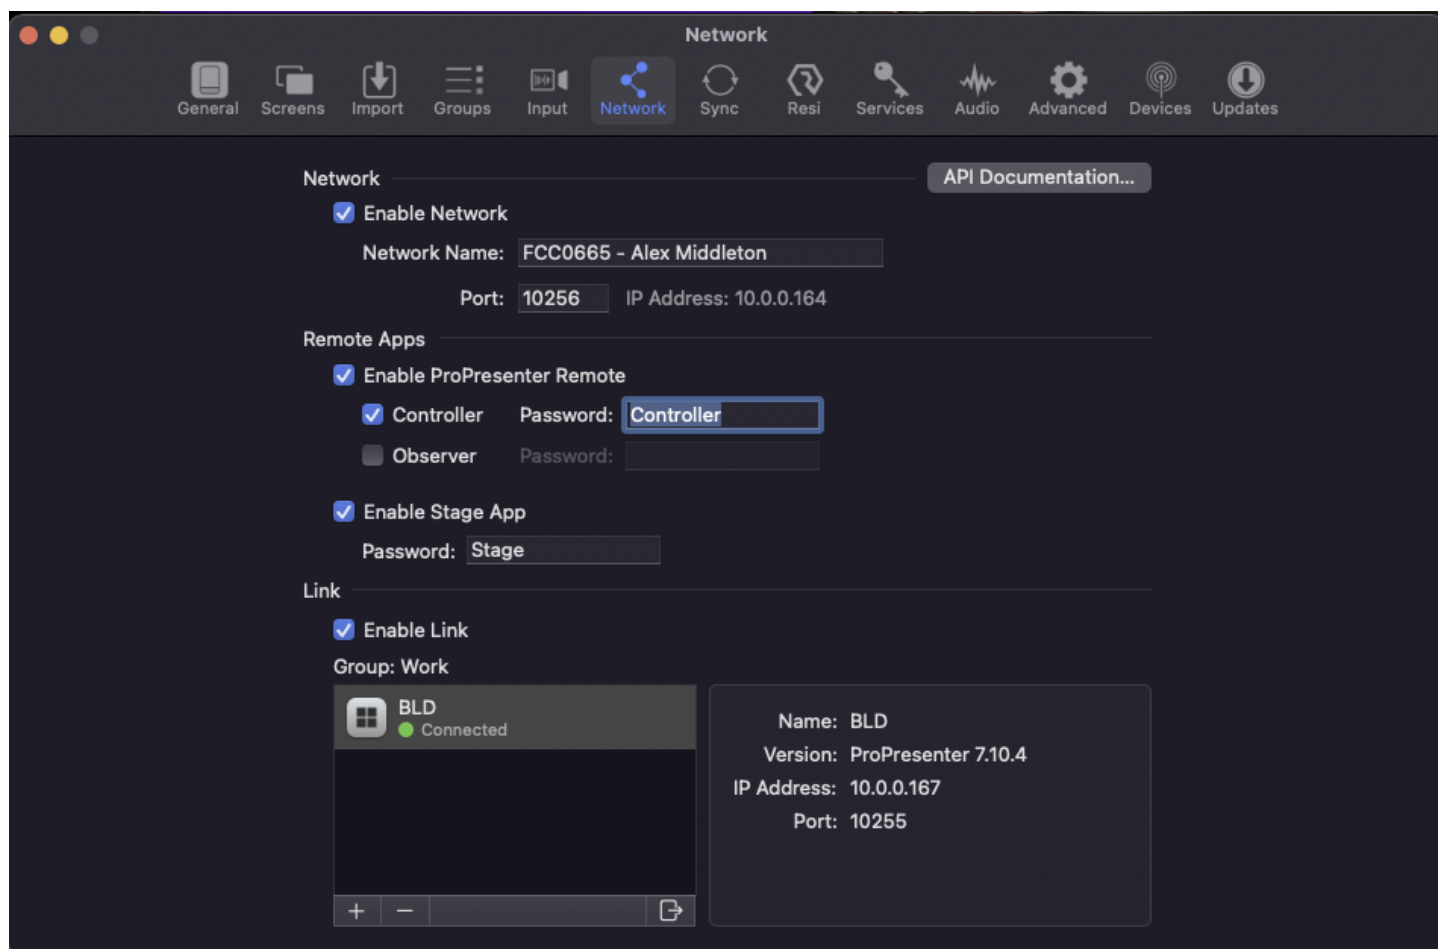 Network
General Screens Import Groups Input Network Sync Resi Services Audio Advanced Devices Updates
Network API Documentation...
Enable Network
Network Name: FCC0665 - Alex Middleton
Port: 10256 IP Address: 10.0.0.164
Remote Apps
Enable ProPresenter Remote
Controller Password: Controller
Observer Password:
Enable Stage App
Password: Stage
Link
Enable Link
Group: Work
BLD
Connected
Name: BLD
Version: ProPresenter 7.10.4
IP Address: 10.0.0.167
Port: 10255